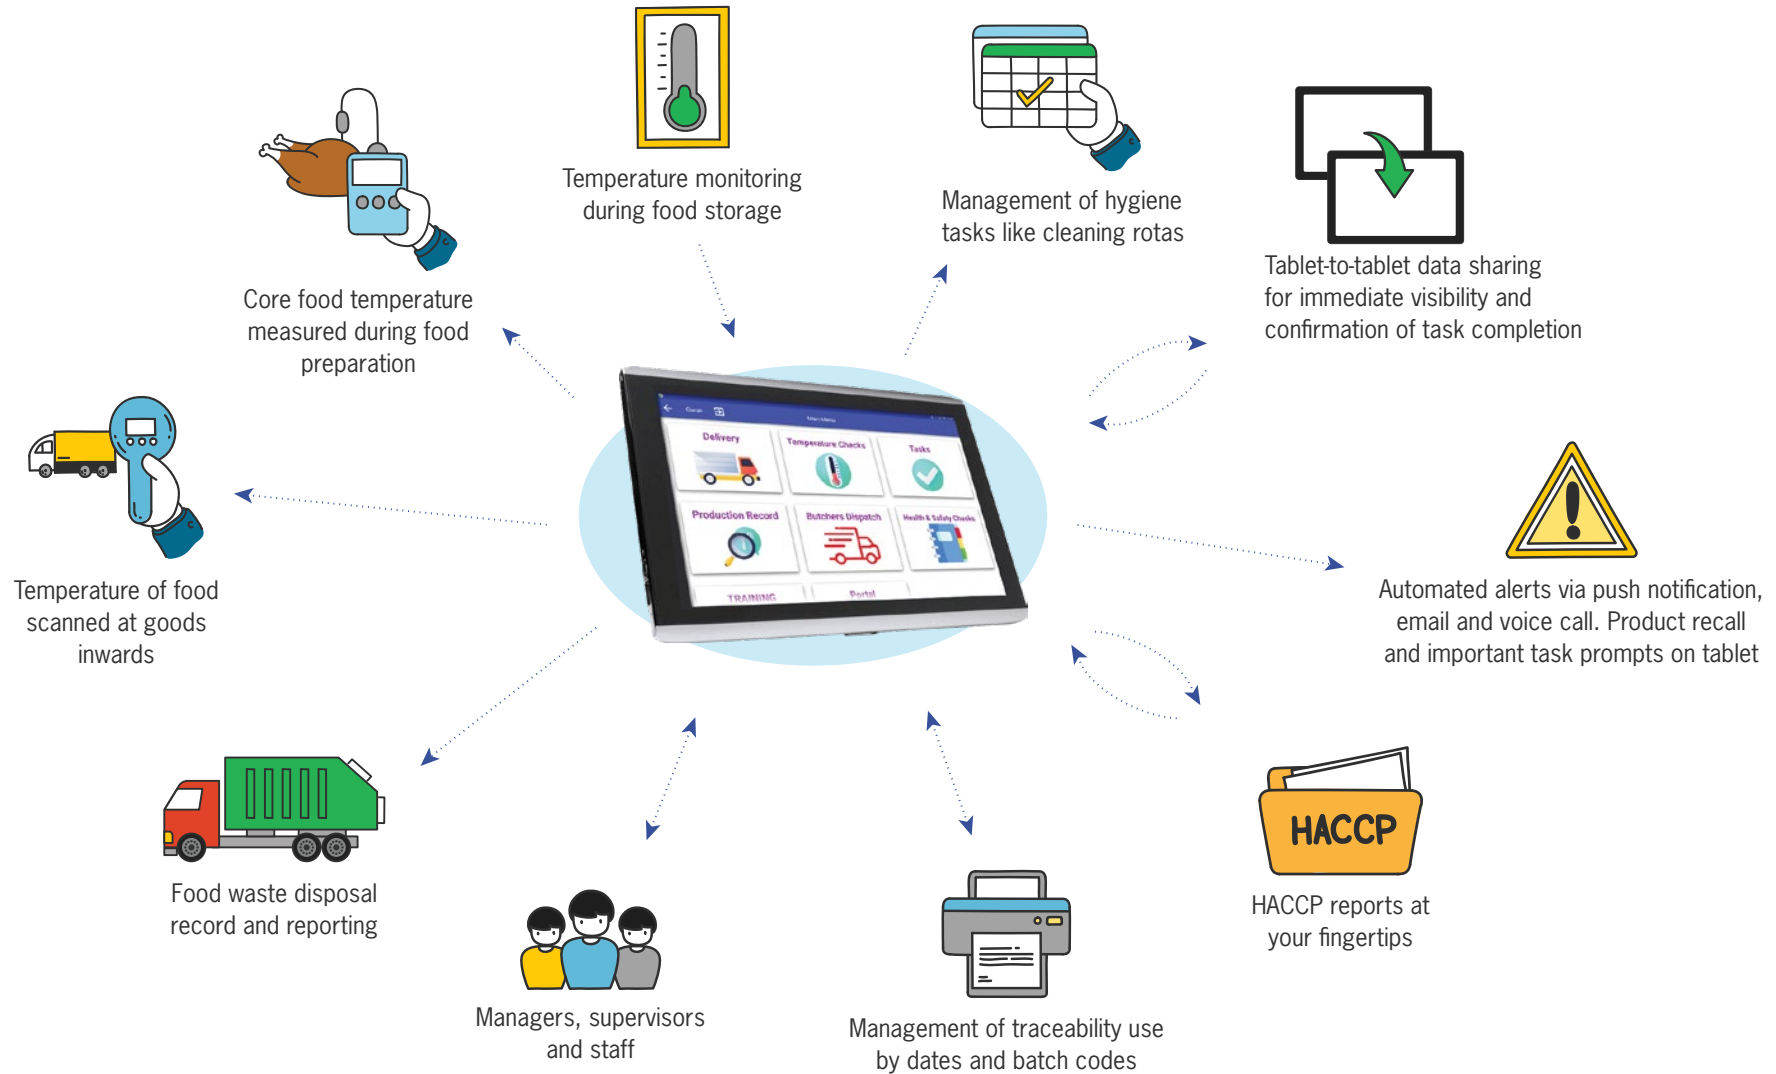 Temperature monitoring
during food storage
Management of hygiene
tasks like cleaning rotas
Tablet-to-tablet data sharing
for immediate visibility and
confirmation of task completion
Core food temperature
measured during food
preparation
Temperature of food
scanned at goods
inwards
Main Menu
Delivery
Temperature Checks
Tasks
Production Record
Butchers Dispatch
Health & Safety Checks
TRAINING
Portal
Automated alerts via push notification,
email and voice call. Product recall
and important task prompts on tablet
Food waste disposal
record and reporting
HACCP
HACCP reports at
your fingertips
Managers, supervisors
and staff
Management of traceability use
by dates and batch codes